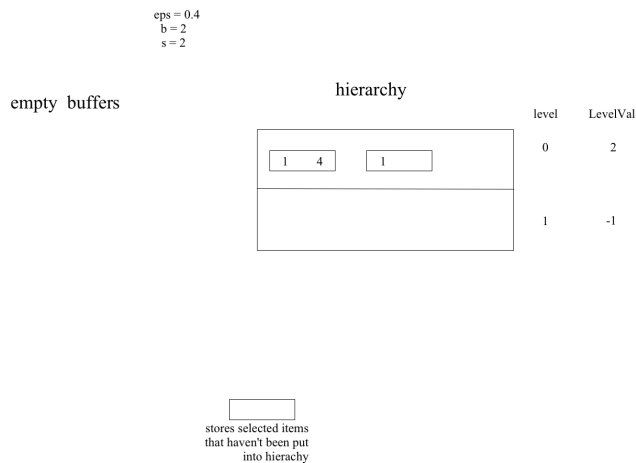 eps = 0.4
b = 2
s = 2
hierarchy
empty buffers
level LevelVal
1 4 1 0 2
1 -1
stores selected items
that haven't been put
into hierachy